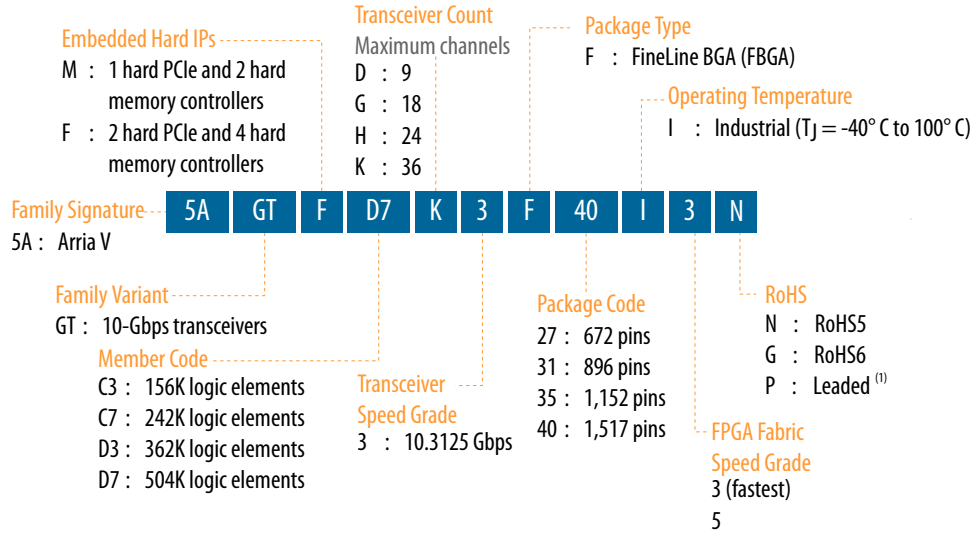 Transceiver Count
Maximum channels
D : 9
G : 18
H : 24
K : 36
Embedded Hard IPs
M : 1 hard PCIe and 2 hard
memory controllers
F : 2 hard PCIe and 4 hard
memory controllers
Package Type
F : FineLine BGA (FBGA)
Operating Temperature
I : Industrial (TJ = -40° C to 100° C)
Family Signature
5A : Arria V
5A GT F D7 K 3 F 40 I 3 N
Family Variant
GT : 10-Gbps transceivers
Member Code
C3 : 156K logic elements
C7 : 242K logic elements
D3 : 362K logic elements
D7 : 504K logic elements
Transceiver
Speed Grade
3 : 10.3125 Gbps
Package Code
27 : 672 pins
31 : 896 pins
35 : 1,152 pins
40 : 1,517 pins
RoHS
N : RoHS5
G : RoHS6
P : Leaded (1)
FPGA Fabric
Speed Grade
3 (fastest)
5